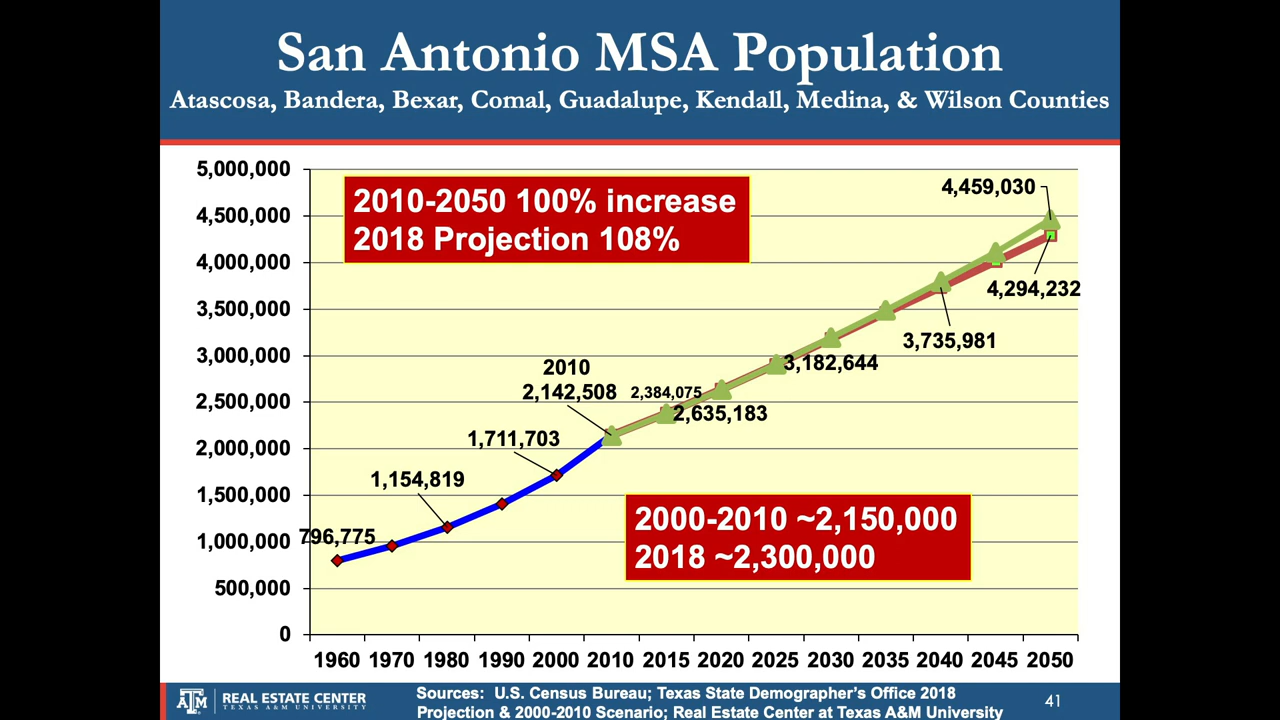 San Antonio MSA Population
Atascosa, Bandera, Bexar, Comal, Guadalupe, Kendall, Medina, & Wilson Counties
5,000,000
4,500,000
4,000,000
3,500,000
3,000,000
2,500,000
2,000,000
1,500,000
1,000,000
500,000
0
2010-2050 100% increase
2018 Projection 108%
4,459,030
4,294,232
3,735,981
3,182,644
2010
2,142,508
2,384,075
2,635,183
1,711,703
1,154,819
796,775
2000-2010 ~2,150,000
2018 ~2,300,000
1960 1970 1980 1990 2000 2010 2015 2020 2025 2030 2035 2040 2045 2050
ATM
REAL ESTATE CENTER
TEXAS A&M UNIVERSITY
Sources: U.S. Census Bureau; Texas State Demographer's Office 2018
Projection & 2000-2010 Scenario; Real Estate Center at Texas A&M University
41